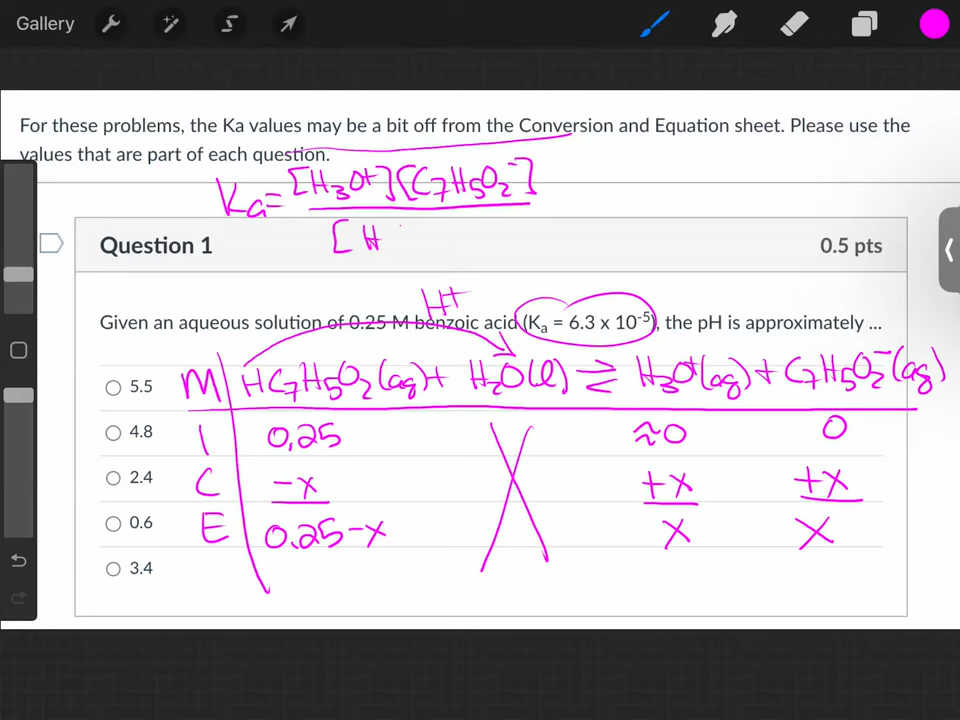 Gallery
For these problems, the Ka values may be a bit off from the Conversion and Equation sheet. Please use the
values that are part of each question.
Ka = [H₃O⁺][C₇H₅O₂⁻]
[H
Question 1
0.5 pts
H⁺
Given an aqueous solution of 0.25 M benzoic acid (Kₐ = 6.3 x 10⁻⁵), the pH is approximately ...
5.5
M HC₇H₅O₂(aq) + H₂O(l) ⇌ H₃O⁺(aq) + C₇H₅O₂⁻(aq)
4.8
I 0.25 ≈0 0
2.4
C -x +x +x
0.6
E 0.25-x x x
3.4